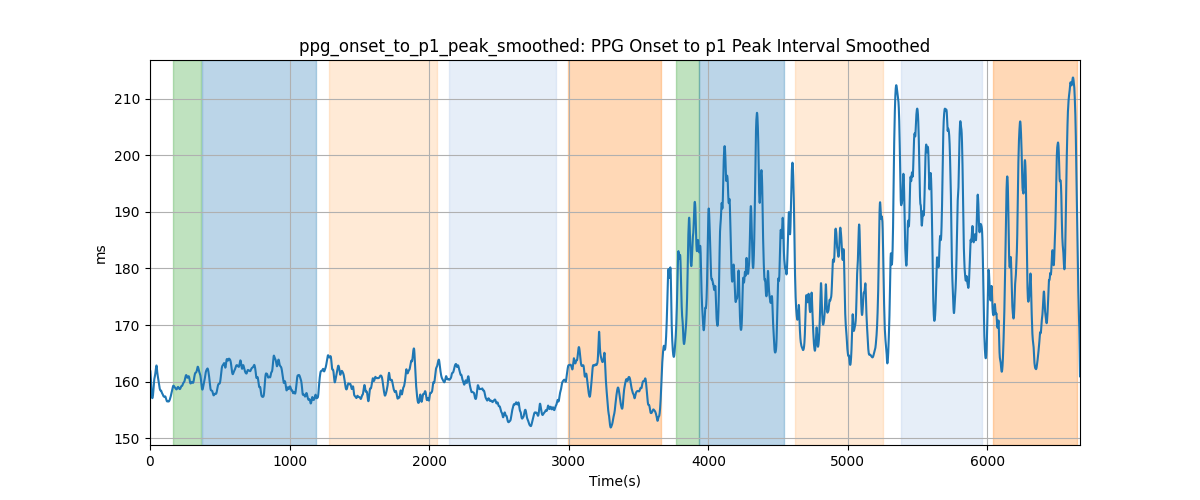 ppg_onset_to_p1_peak_smoothed: PPG Onset to p1 Peak Interval Smoothed
210
200
190
180
170
160
150
ms
0 1000 2000 3000 4000 5000 6000
Time(s)